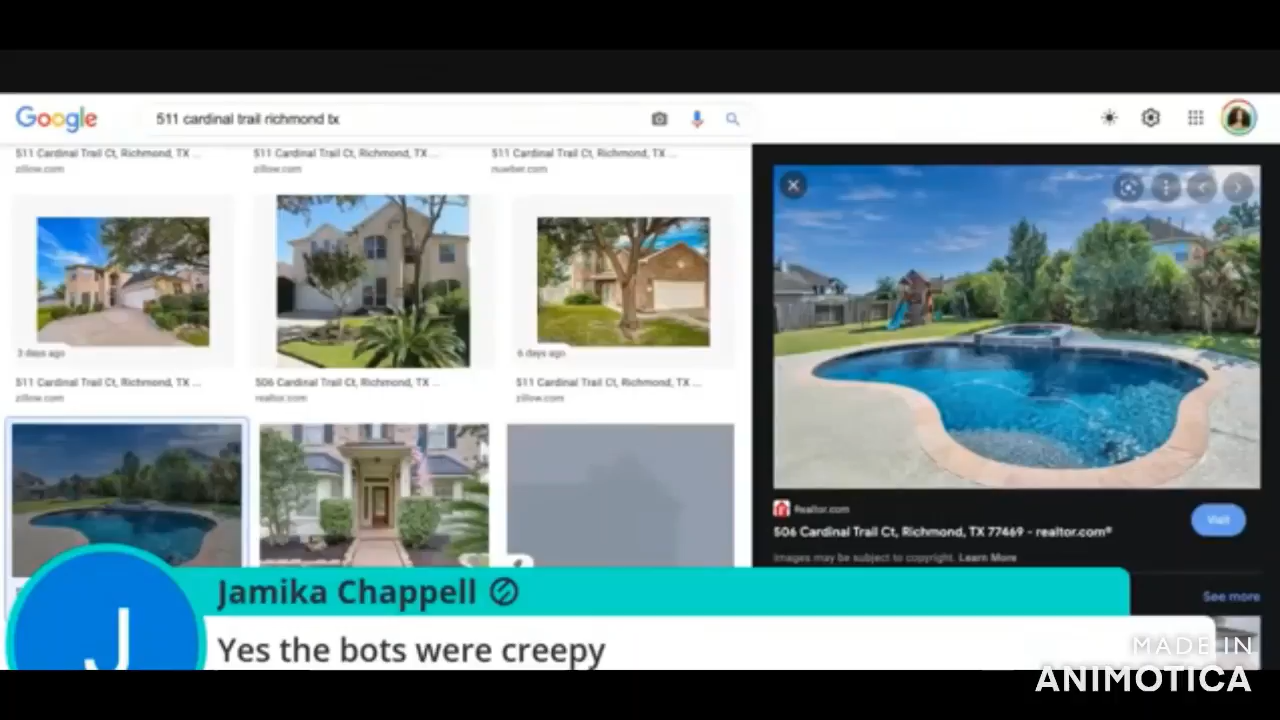 Google
511 cardinal trail richmond tx
511 Cardinal Trail Ct, Richmond, TX ...
zillow.com
511 Cardinal Trail Ct, Richmond, TX ...
zillow.com
511 Cardinal Trail Ct, Richmond, TX ...
nuwber.com
3 days ago
511 Cardinal Trail Ct, Richmond, TX ...
zillow.com
506 Cardinal Trail Ct, Richmond, TX ...
realtor.com
6 days ago
511 Cardinal Trail Ct, Richmond, TX ...
zillow.com
Realtor.com
506 Cardinal Trail Ct, Richmond, TX 77469 - realtor.com®
Visit
Images may be subject to copyright. Learn More
See more
J
Jamika Chappell
Yes the bots were creepy
MADE IN
ANIMOTICA